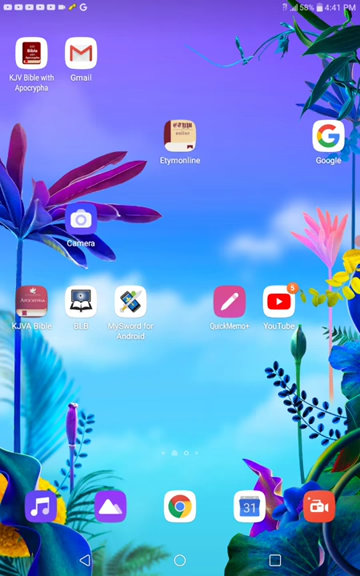 58% 4:41 PM
KJV Bible with
Apocrypha
Gmail
Etymonline
Google
Camera
Apocrypha
KJVA Bible
BLB
MySword for
Android
QuickMemo+
5
YouTube
31